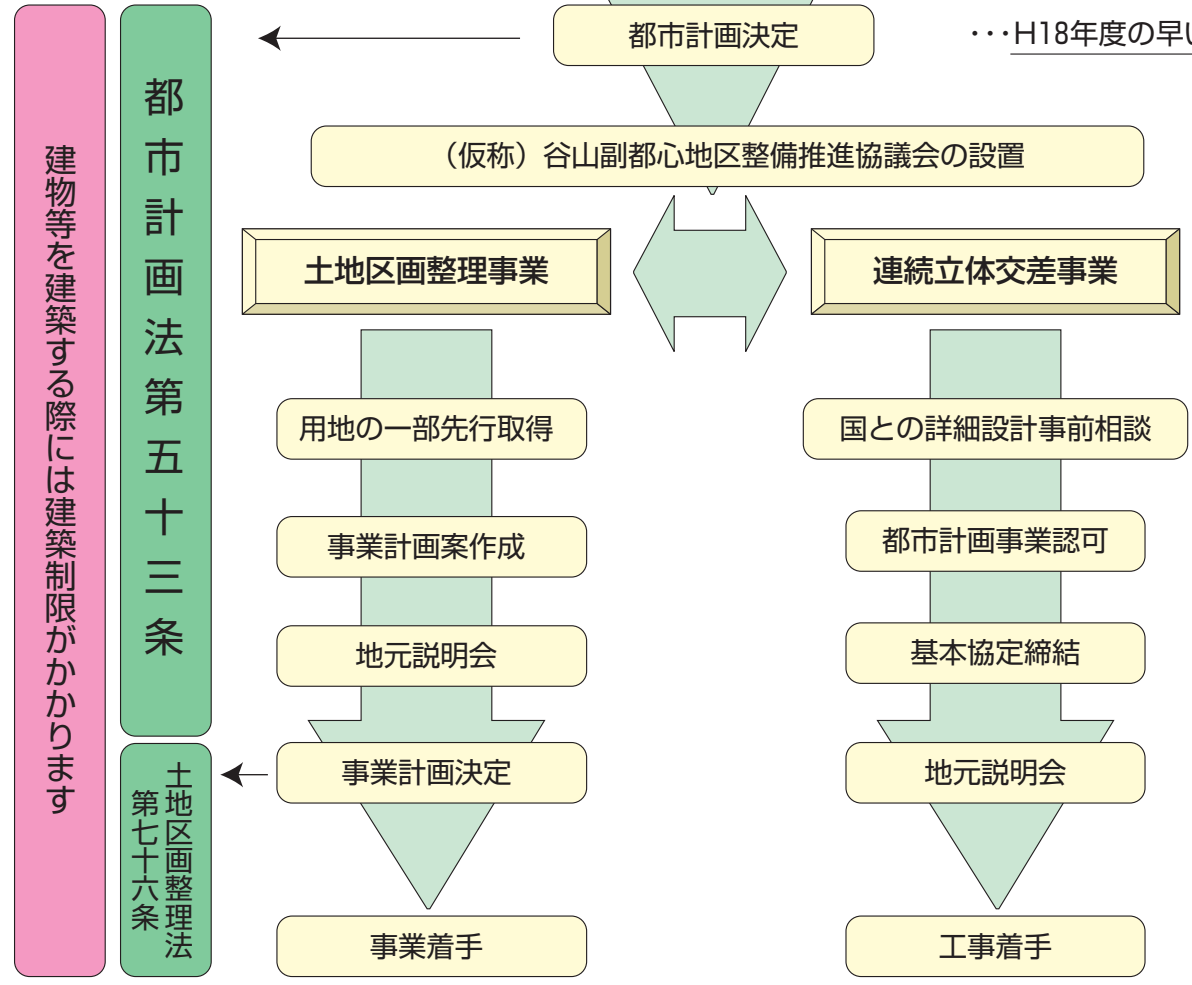 都市計画決定
・・・H18年度の早い
(仮称)谷山副都心地区整備推進協議会の設置
土地区画整理事業
連続立体交差事業
用地の一部先行取得
国との詳細設計事前相談
事業計画案作成
都市計画事業認可
地元説明会
基本協定締結
事業計画決定
地元説明会
事業着手
工事着手
都市計画法第五十三条
土地区画整理法
第七十六条
建物等を建築する際には建築制限がかかります